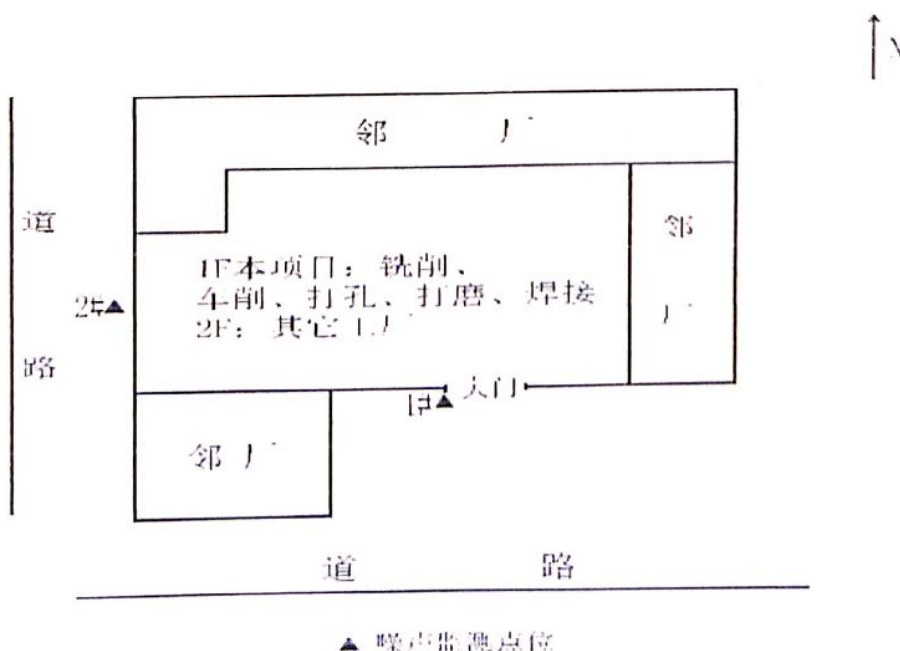 N
邻 厂
道
路
邻
厂
1F本项目：铣削、
车削、打孔、打磨、焊接
2F：其它工厂
2#▲
1#▲
大门
邻 厂
道 路
▲ 噪声监测点位